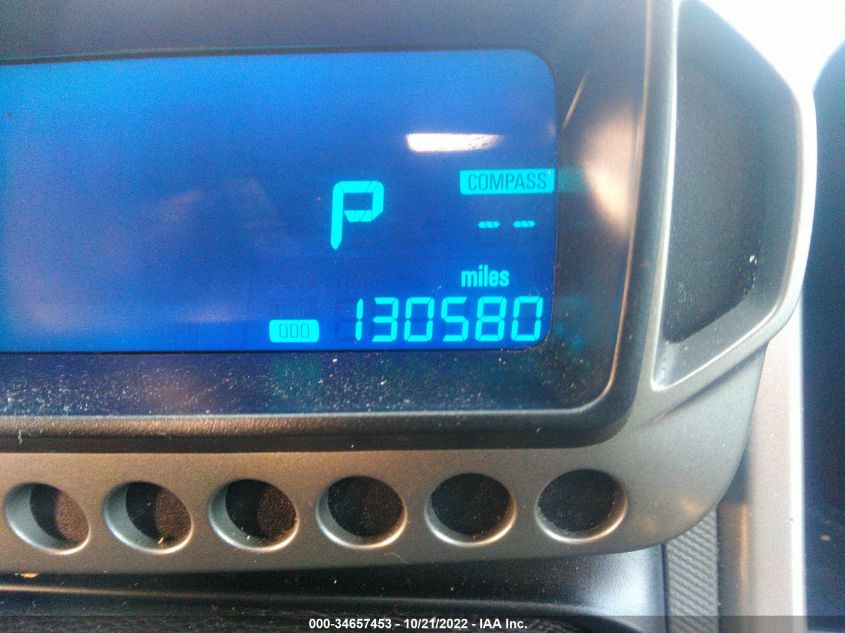 COMPASS
P
--
miles
ODO 130580
000-34657453 - 10/21/2022 - IAA Inc.